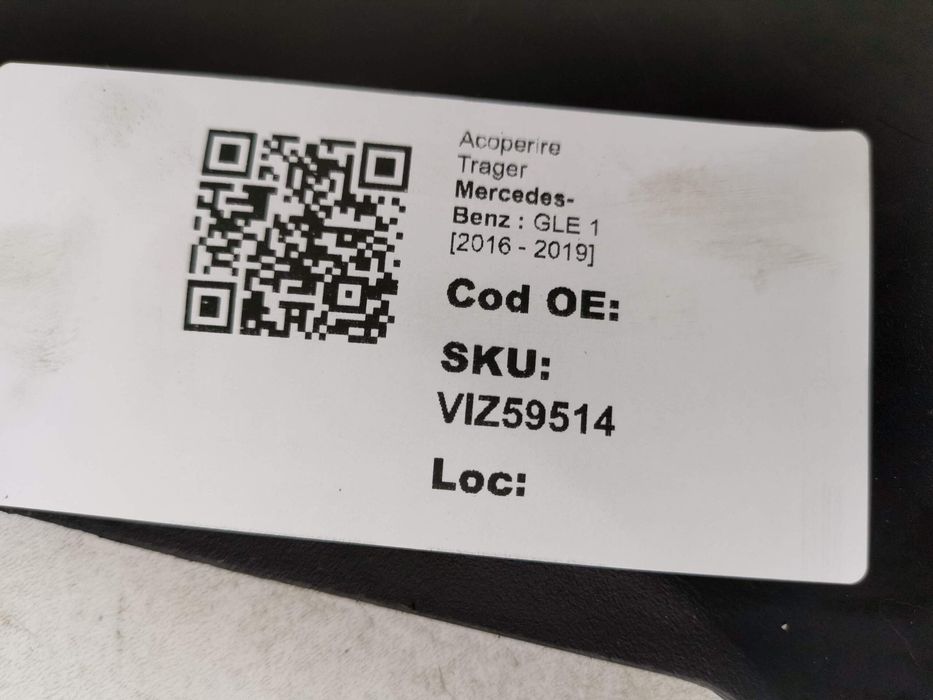 Acoperire
Trager
Mercedes-
Benz : GLE 1
[2016 - 2019]
Cod OE:
SKU:
VIZ59514
Loc: